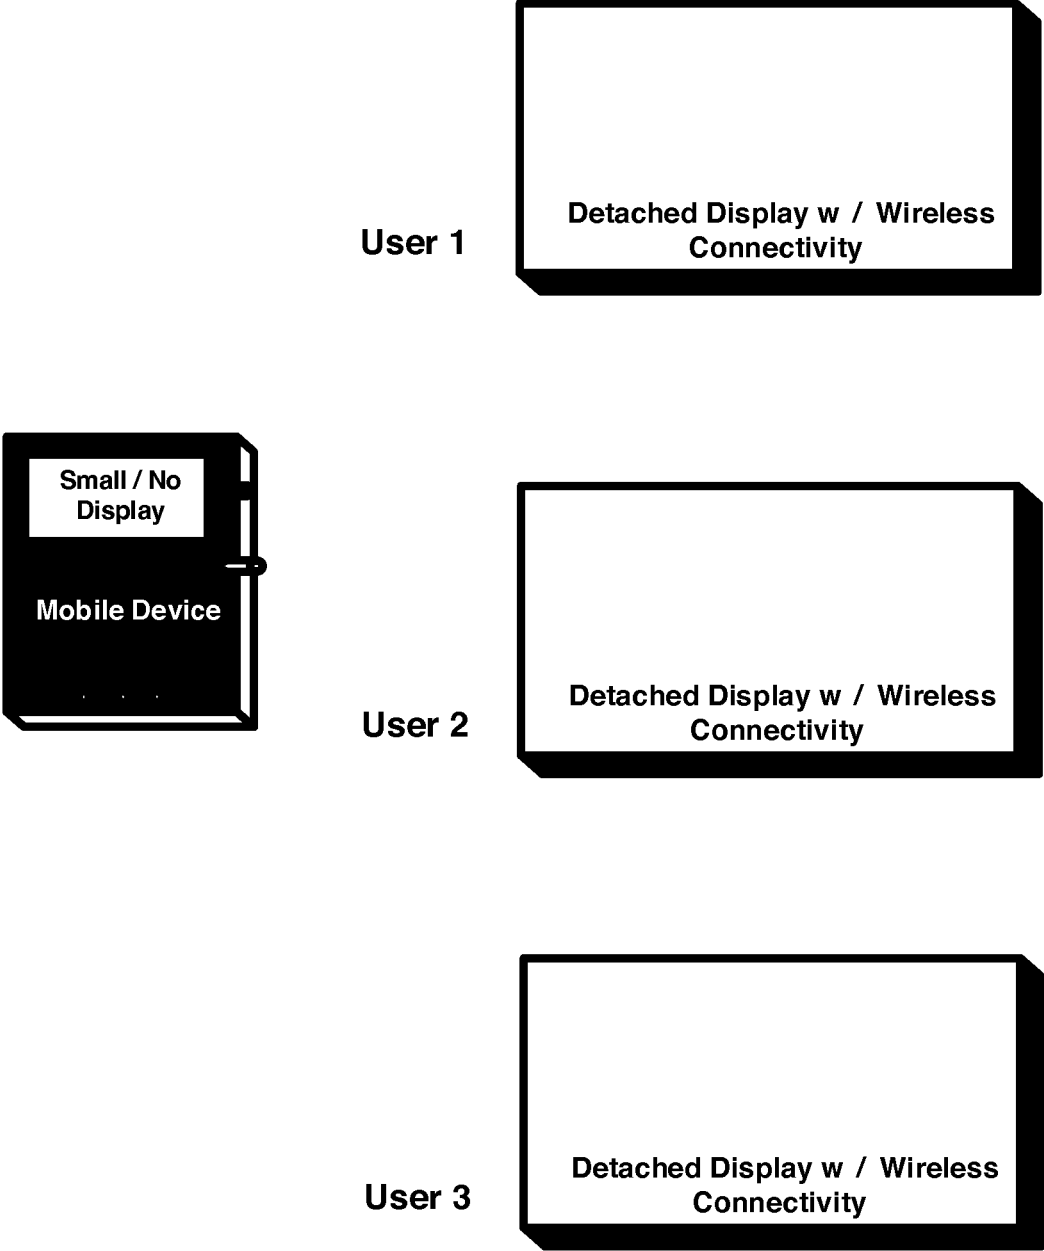 Detached Display w / Wireless
Connectivity
User 1
Small / No
Display
Mobile Device
Detached Display w / Wireless
Connectivity
User 2
Detached Display w / Wireless
Connectivity
User 3